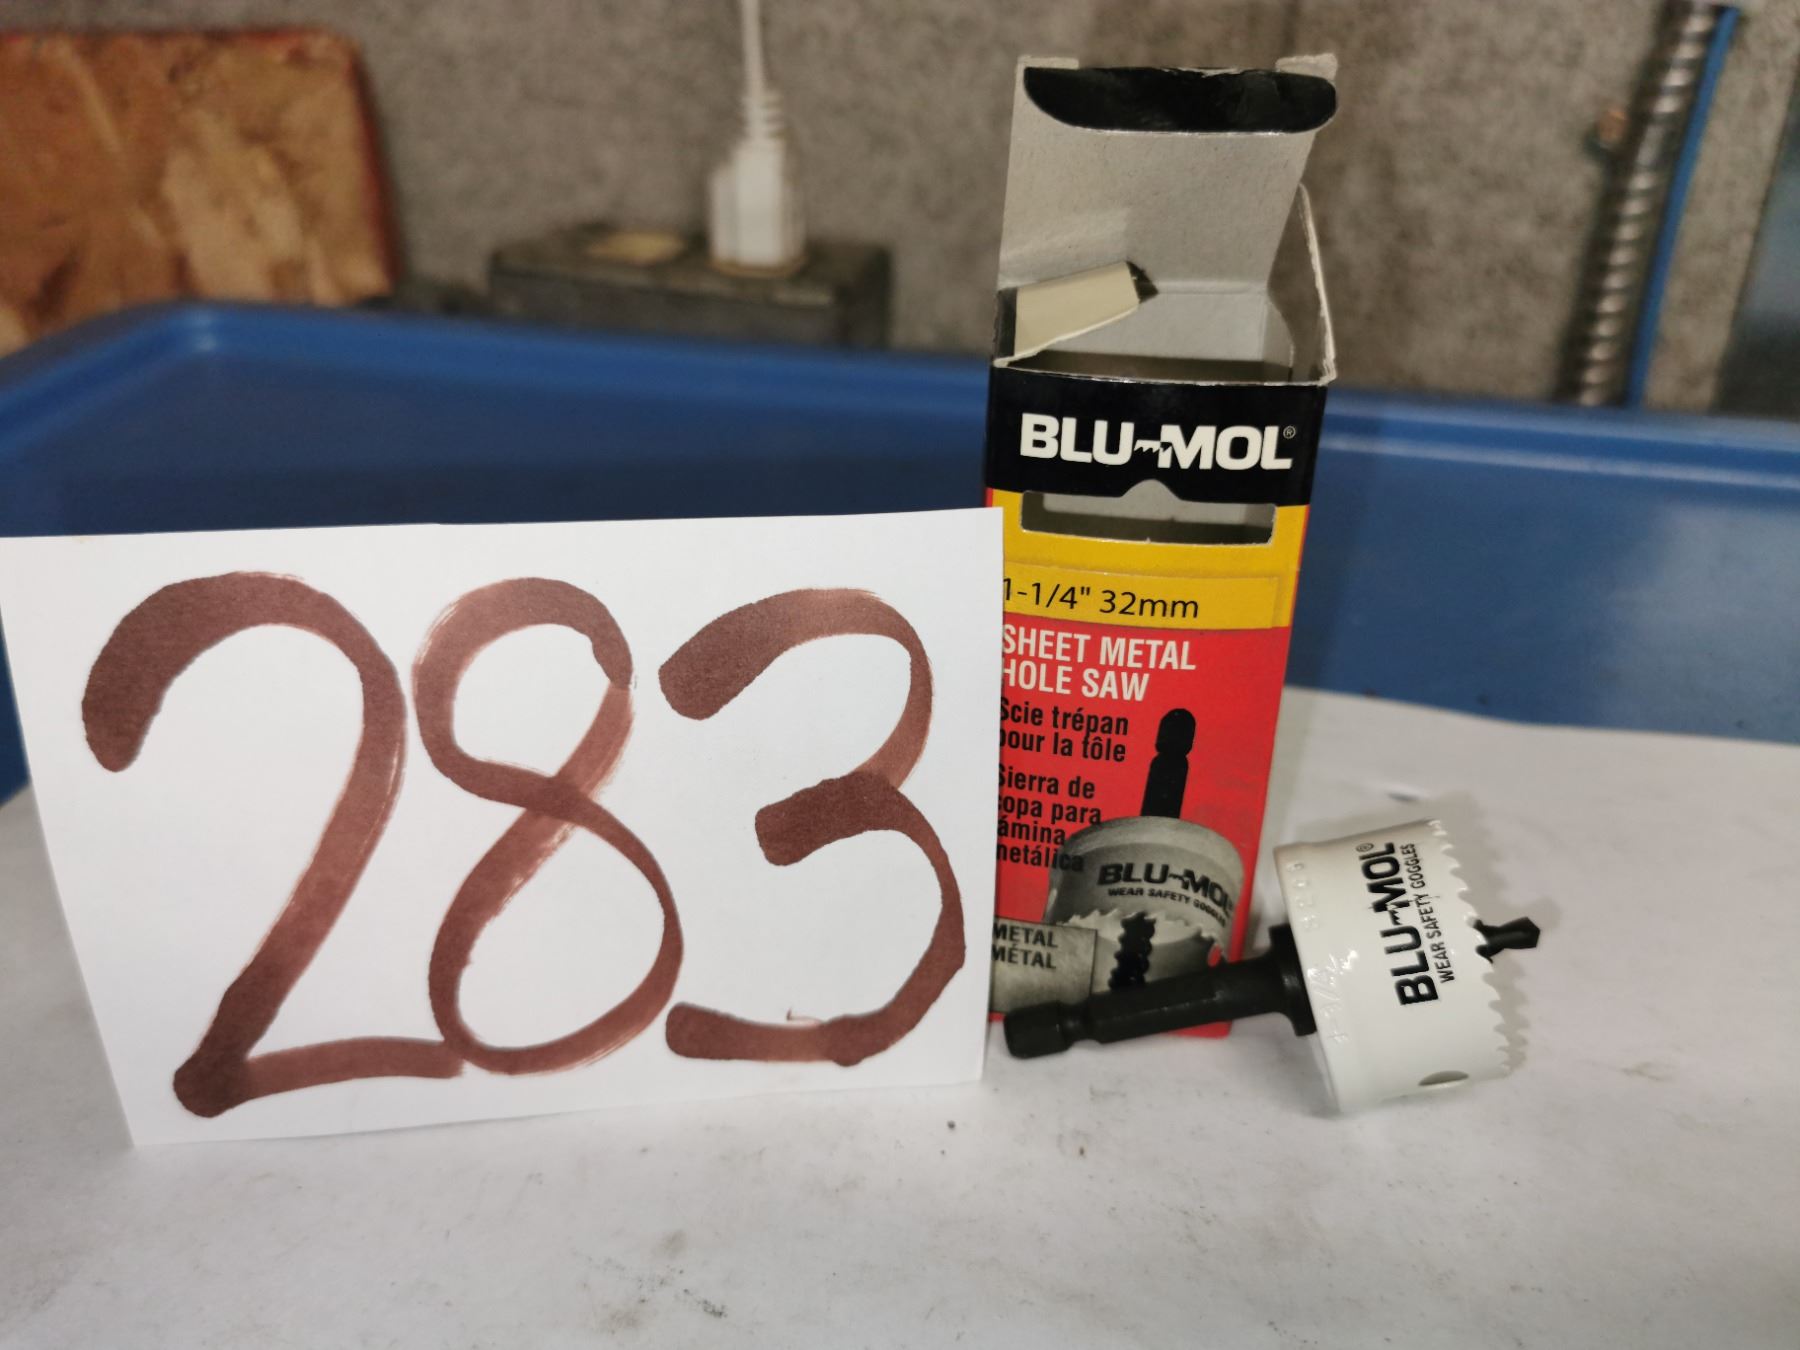 283
BLU-MOL®
1-1/4" 32mm
SHEET METAL
HOLE SAW
Scie trépan
pour la tôle
Sierra de
copa para
lámina
metálica
BLU-MOL
WEAR SAFETY GOGGLES
METAL
MÉTAL
BLU-MOL®
WEAR SAFETY GOGGLES